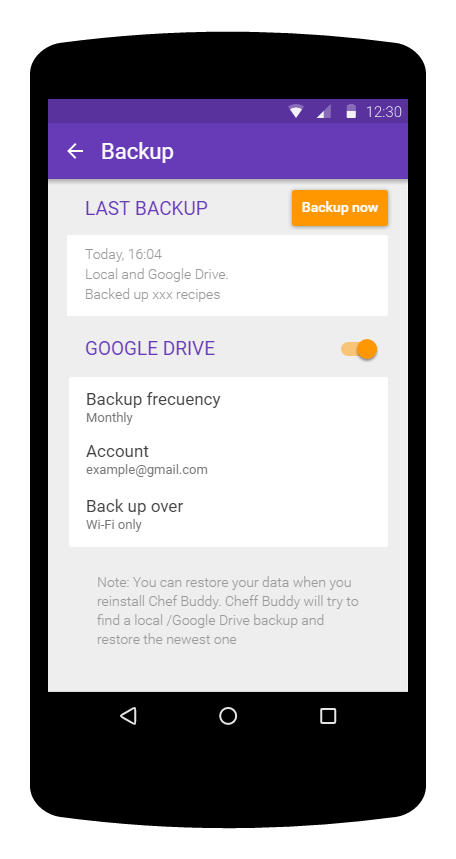 12:30
Backup
LAST BACKUP
Backup now
Today, 16:04
Local and Google Drive.
Backed up xxx recipes
GOOGLE DRIVE
Backup frecuency
Monthly
Account
example@gmail.com
Back up over
Wi-Fi only
Note: You can restore your data when you
reinstall Chef Buddy. Cheff Buddy will try to
find a local /Google Drive backup and
restore the newest one